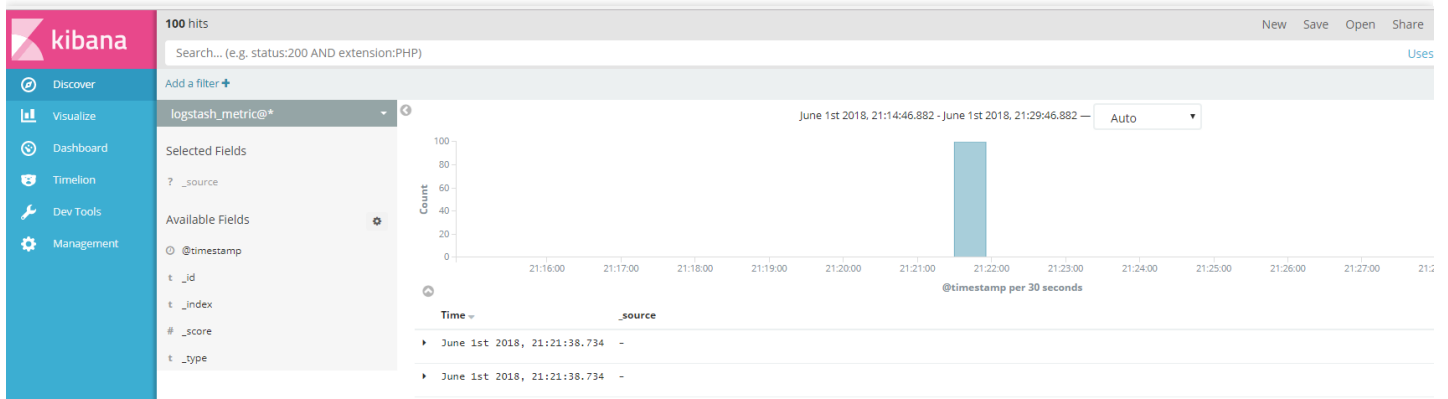 kibana
Discover
Visualize
Dashboard
Timelion
Dev Tools
Management
100 hits
New Save Open Share
Search... (e.g. status:200 AND extension:PHP)
Uses
Add a filter +
logstash_metric@*
Selected Fields
? _source
Available Fields
@timestamp
t _id
t _index
# _score
t _type
June 1st 2018, 21:14:46.882 - June 1st 2018, 21:29:46.882 — Auto
Count
100
80
60
40
20
0
21:16:00 21:17:00 21:18:00 21:19:00 21:20:00 21:21:00 21:22:00 21:23:00 21:24:00 21:25:00 21:26:00 21:27:00
@timestamp per 30 seconds
Time _source
June 1st 2018, 21:21:38.734 -
June 1st 2018, 21:21:38.734 -